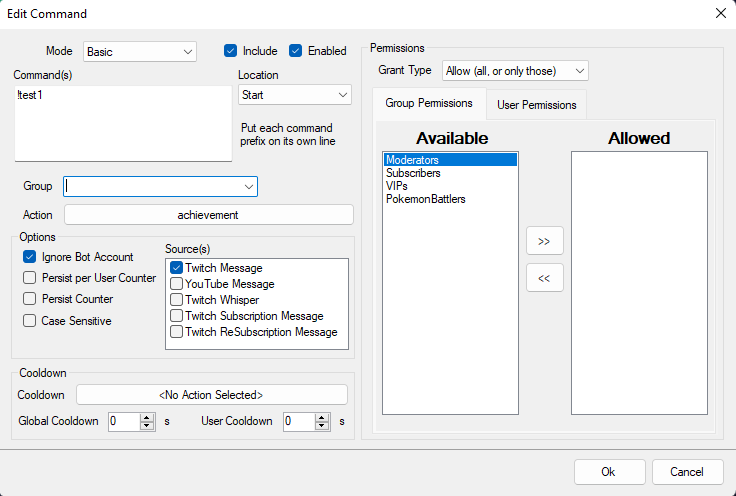 Edit Command
Mode
Basic
Include
Enabled
Command(s)
Location
!test1
Start
Put each command
prefix on its own line
Group
Action
achievement
Options
Ignore Bot Account
Persist per User Counter
Persist Counter
Case Sensitive
Source(s)
Twitch Message
YouTube Message
Twitch Whisper
Twitch Subscription Message
Twitch ReSubscription Message
Cooldown
Cooldown
<No Action Selected>
Global Cooldown
0
s
User Cooldown
0
s
Permissions
Grant Type
Allow (all, or only those)
Group Permissions
User Permissions
Available
Allowed
Moderators
Subscribers
VIPs
PokemonBattlers
>>
<<
Ok
Cancel